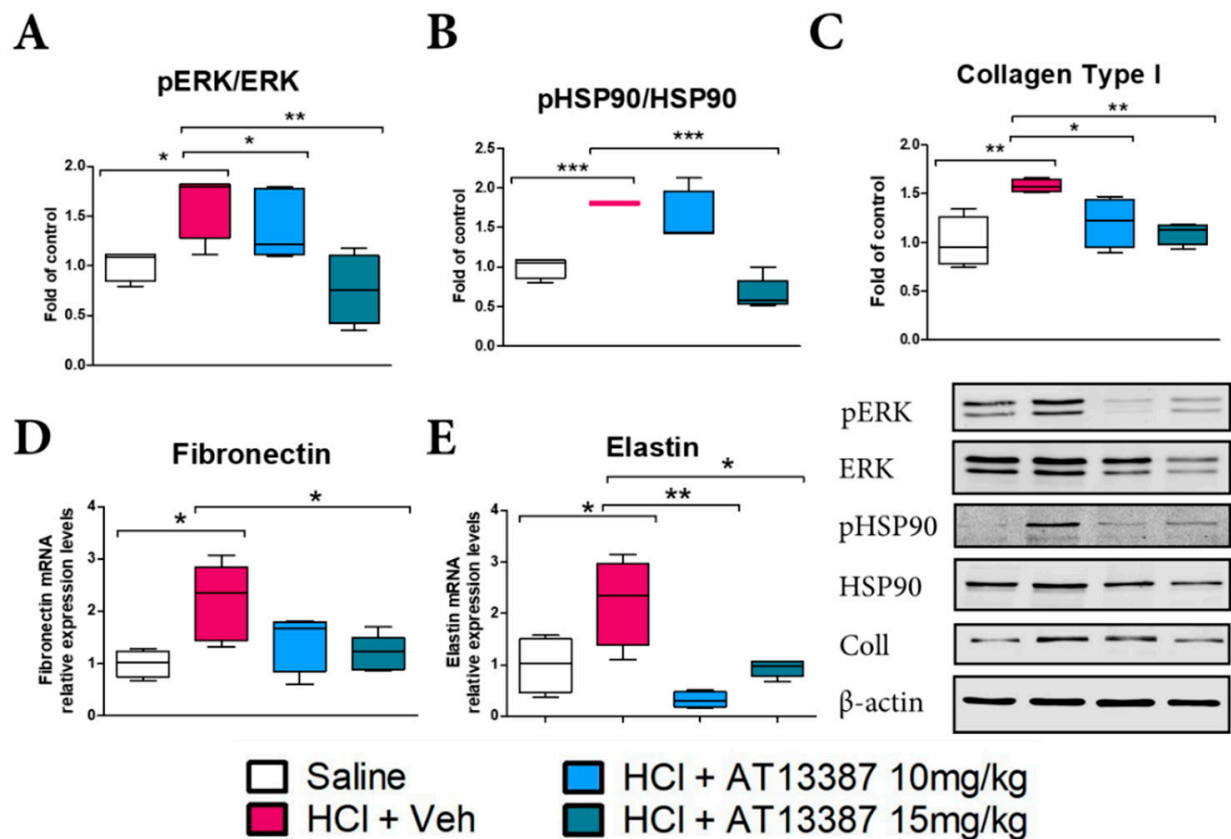 A
pERK/ERK
**
*
*
Fold of control
2.0
1.5
1.0
0.5
0.0
B
pHSP90/HSP90
***
***
Fold of control
2.5
2.0
1.5
1.0
0.5
0.0
C
Collagen Type I
**
*
**
Fold of control
2.0
1.5
1.0
0.5
0.0
D
Fibronectin
*
*
Fibronectin mRNA
relative expression levels
4
3
2
1
0
E
Elastin
*
**
*
Elastin mRNA
relative expression levels
4
3
2
1
0
pERK
ERK
pHSP90
HSP90
Coll
β-actin
Saline
HCl + Veh
HCl + AT13387 10mg/kg
HCl + AT13387 15mg/kg